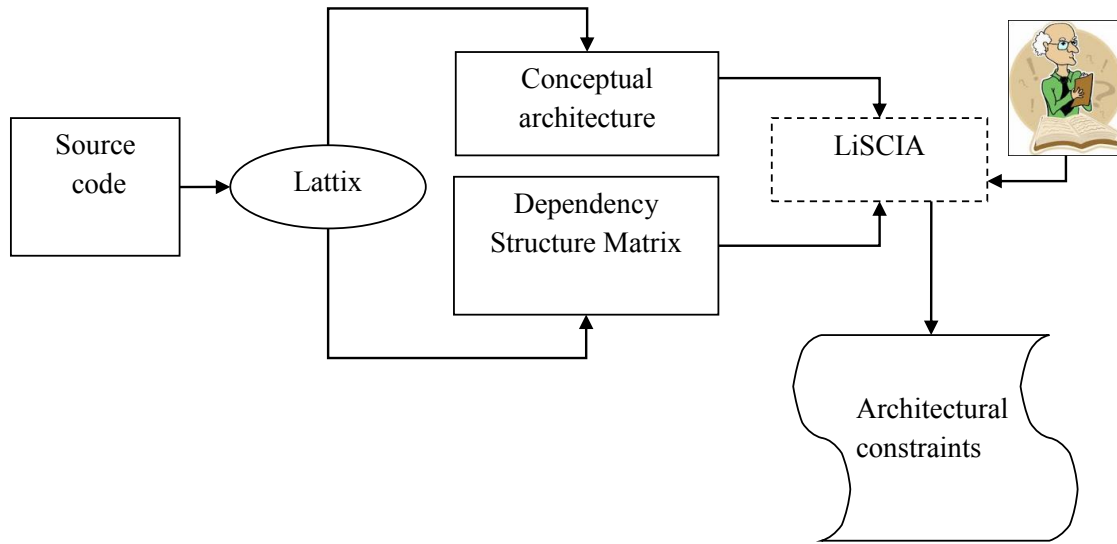 Source
code
Lattix
Conceptual
architecture
Dependency
Structure Matrix
LiSCIA
Architectural
constraints